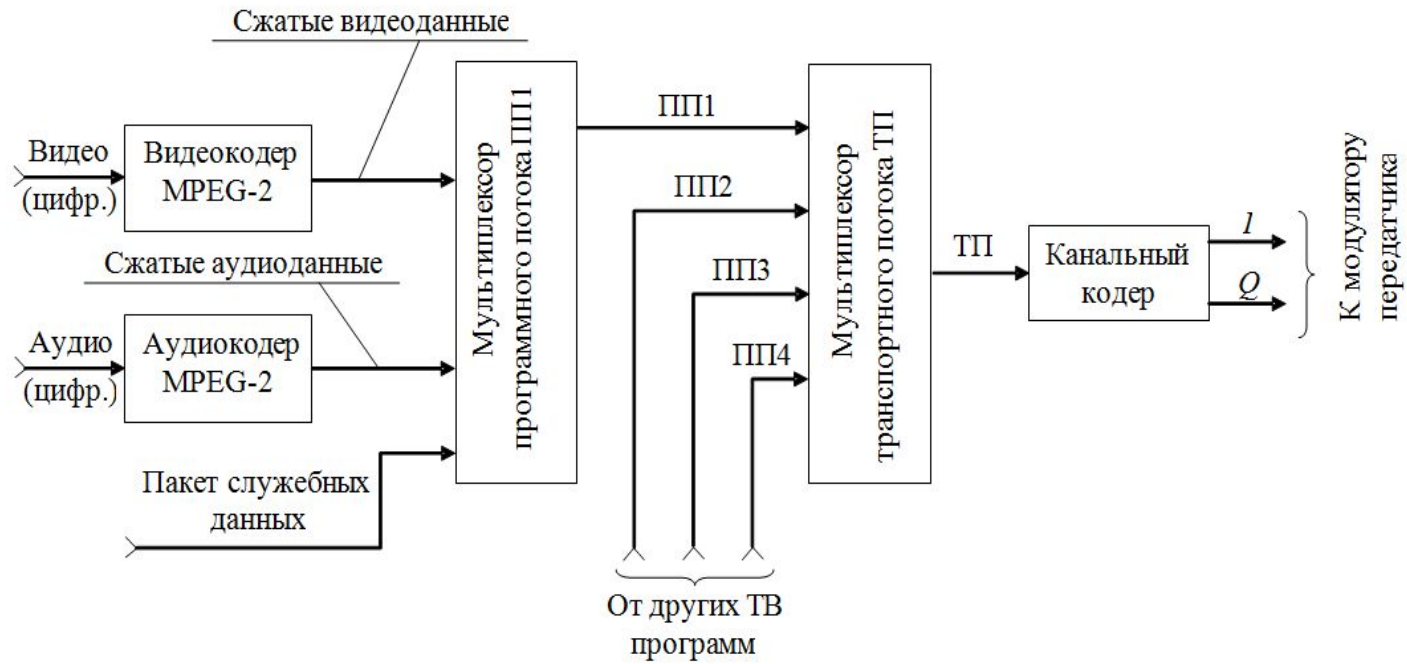 Сжатые видеоданные
Видео
(цифр.)
Видеокодер
MPEG-2
Сжатые аудиоданные
Аудио
(цифр.)
Аудиокодер
MPEG-2
Пакет служебных
данных
Мультиплексор
программного потока ПП1
ПП1
ПП2
ПП3
ПП4
От других ТВ
программ
Мультиплексор
транспортного потока ТП
ТП
Канальный
кодер
I
Q
К модулятору
передатчика